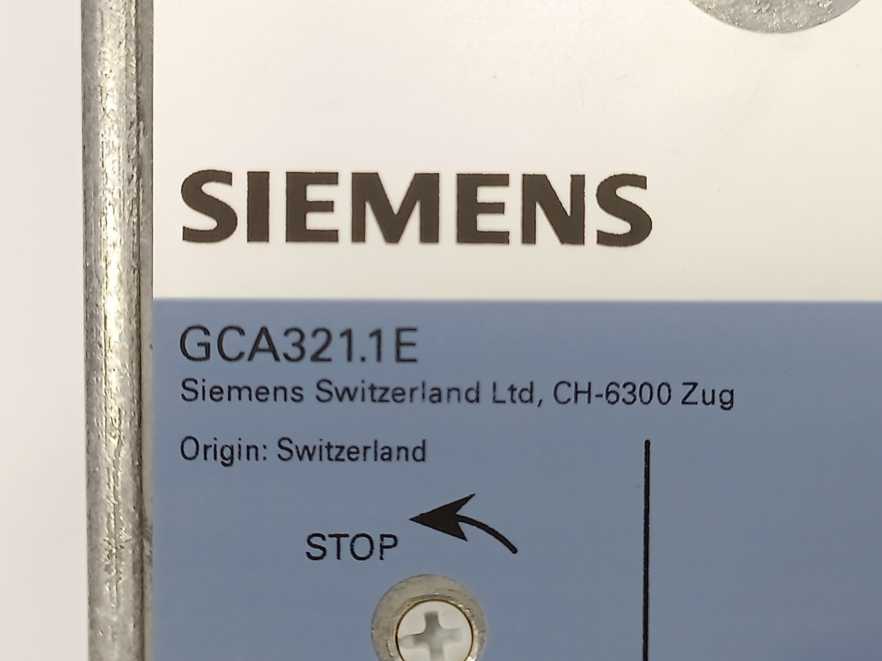 SIEMENS
GCA321.1E
Siemens Switzerland Ltd, CH-6300 Zug
Origin: Switzerland
STOP